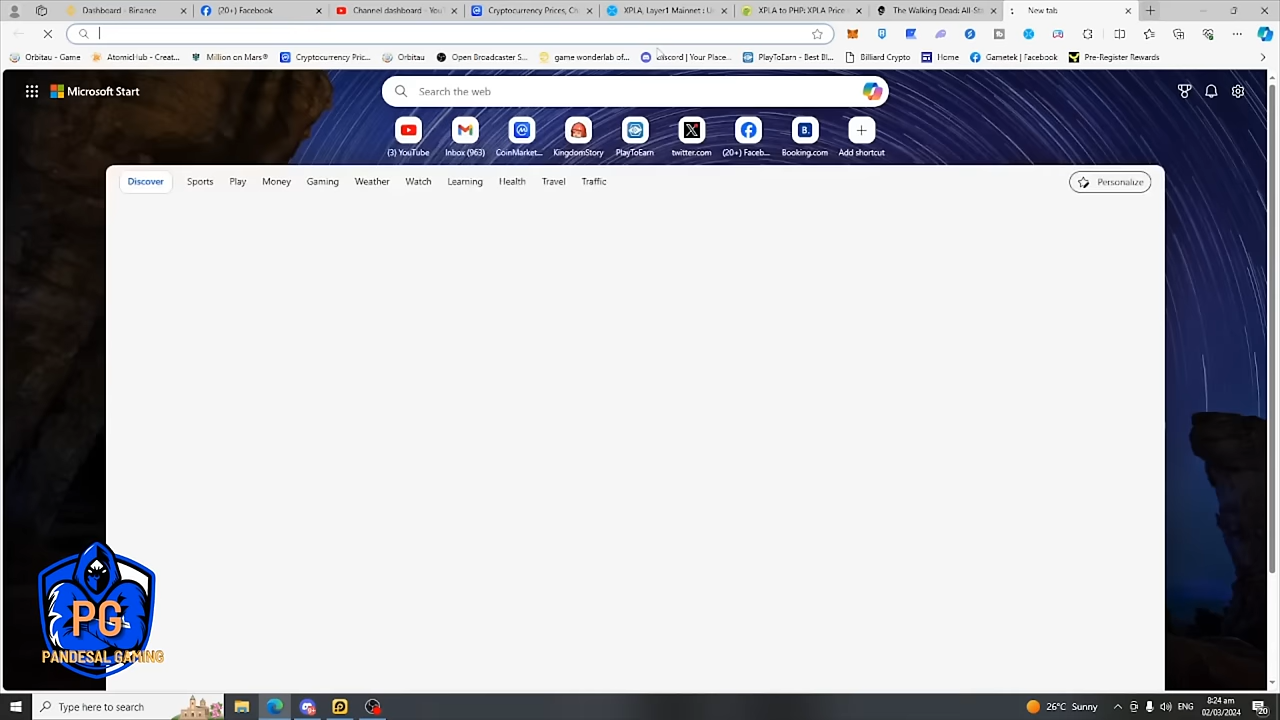 Dashboard - Binance
(20+) Facebook
Channel dashboard - YouT
Cryptocurrency Prices, Ch
XPLA, Layer1 Mainnet : U
XPLA to PHP: XPLA Price
The Walking Dead: All-St
New tab
Orbitau - Game
AtomicHub - Creat...
Million on Mars®
Cryptocurrency Pric...
Orbitau
Open Broadcaster S...
game wonderlab of...
Discord | Your Place...
PlayToEarn - Best Bl...
Billiard Crypto
Home
Gametek | Facebook
Pre-Register Rewards
Microsoft Start
Search the web
(3) YouTube
Inbox (963)
CoinMarket...
KingdomStory
PlayToEarn
twitter.com
(20+) Faceb...
Booking.com
Add shortcut
Discover
Sports
Play
Money
Gaming
Weather
Watch
Learning
Health
Travel
Traffic
Personalize
PG
PANDESAL GAMING
Type here to search
26°C Sunny
ENG
8:24 am
02/03/2024
20